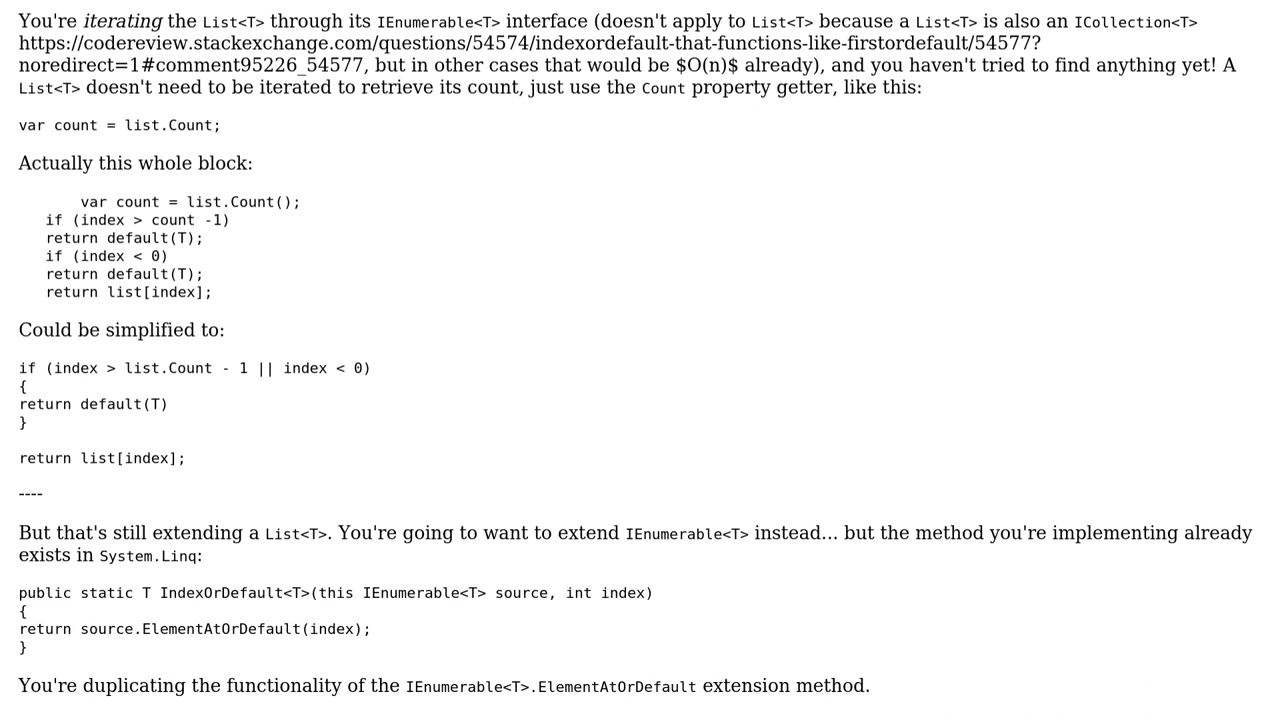 You're iterating the List<T> through its IEnumerable<T> interface (doesn't apply to List<T> because a List<T> is also an ICollection<T>
https://codereview.stackexchange.com/questions/54574/indexordefault-that-functions-like-firstordefault/54577?
noredirect=1#comment95226_54577, but in other cases that would be $O(n)$ already), and you haven't tried to find anything yet! A
List<T> doesn't need to be iterated to retrieve its count, just use the Count property getter, like this:
var count = list.Count;
Actually this whole block:
       var count = list.Count();
   if (index > count -1)
   return default(T);
   if (index < 0)
   return default(T);
   return list[index];
Could be simplified to:
if (index > list.Count - 1 || index < 0)
{
return default(T)
}
return list[index];
----
But that's still extending a List<T>. You're going to want to extend IEnumerable<T> instead... but the method you're implementing already
exists in System.Linq:
public static T IndexOrDefault<T>(this IEnumerable<T> source, int index)
{
return source.ElementAtOrDefault(index);
}
You're duplicating the functionality of the IEnumerable<T>.ElementAtOrDefault extension method.